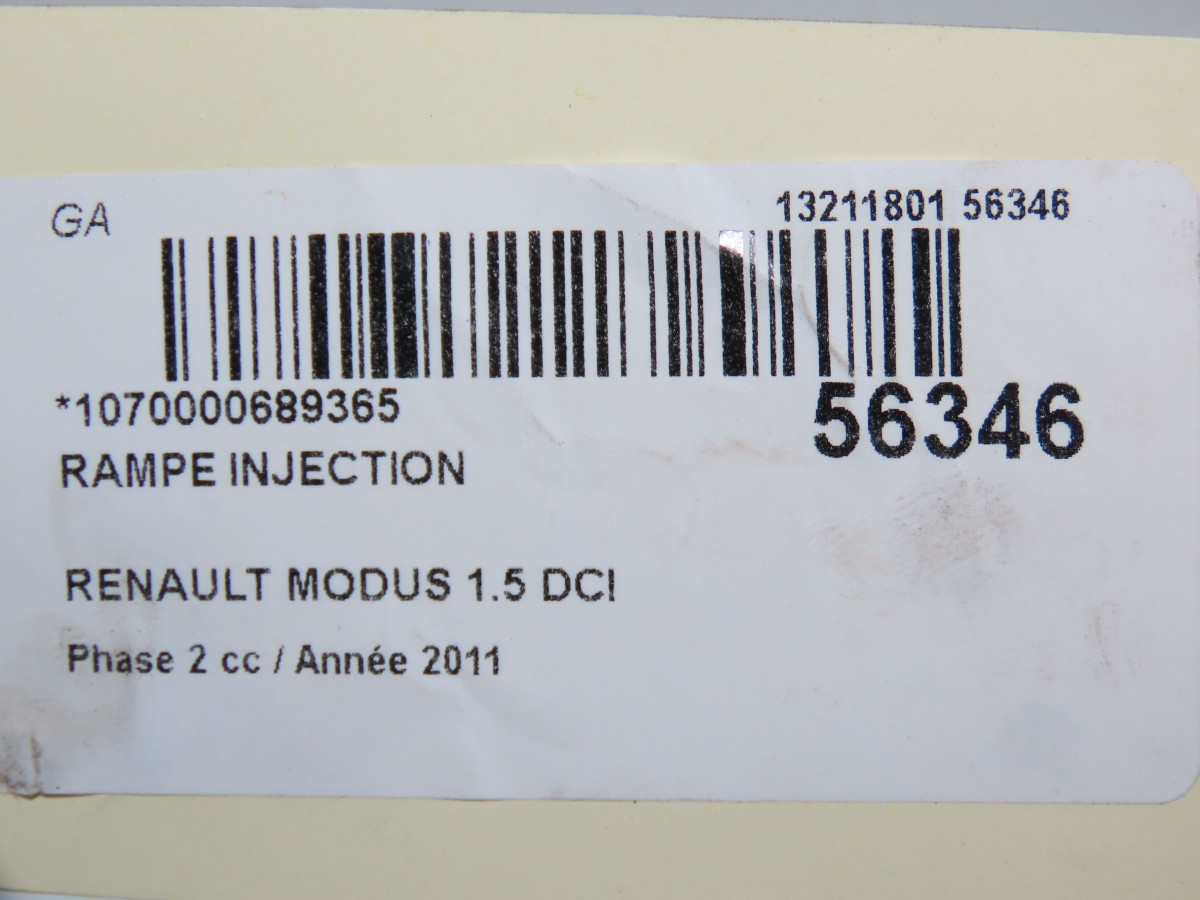 GA
13211801 56346
*1070000689365
56346
RAMPE INJECTION
RENAULT MODUS 1.5 DCI
Phase 2 cc / Année 2011